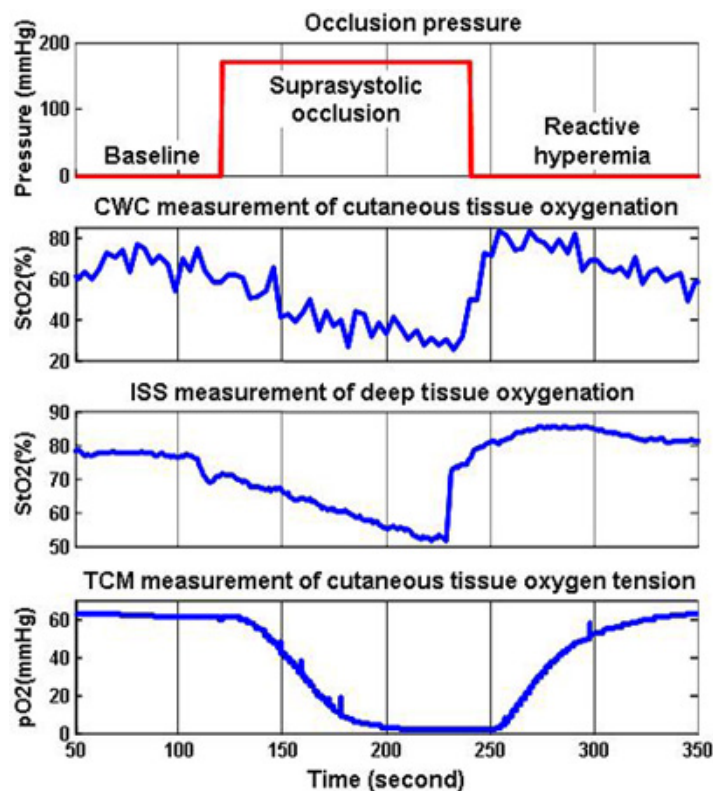 Occlusion pressure
Pressure (mmHg)
200
100
0
Suprasystolic
occlusion
Baseline
Reactive
hyperemia
CWC measurement of cutaneous tissue oxygenation
StO2(%)
80
60
40
20
ISS measurement of deep tissue oxygenation
StO2(%)
90
80
70
60
50
TCM measurement of cutaneous tissue oxygen tension
pO2(mmHg)
60
40
20
0
50 100 150 200 250 300 350
Time (second)